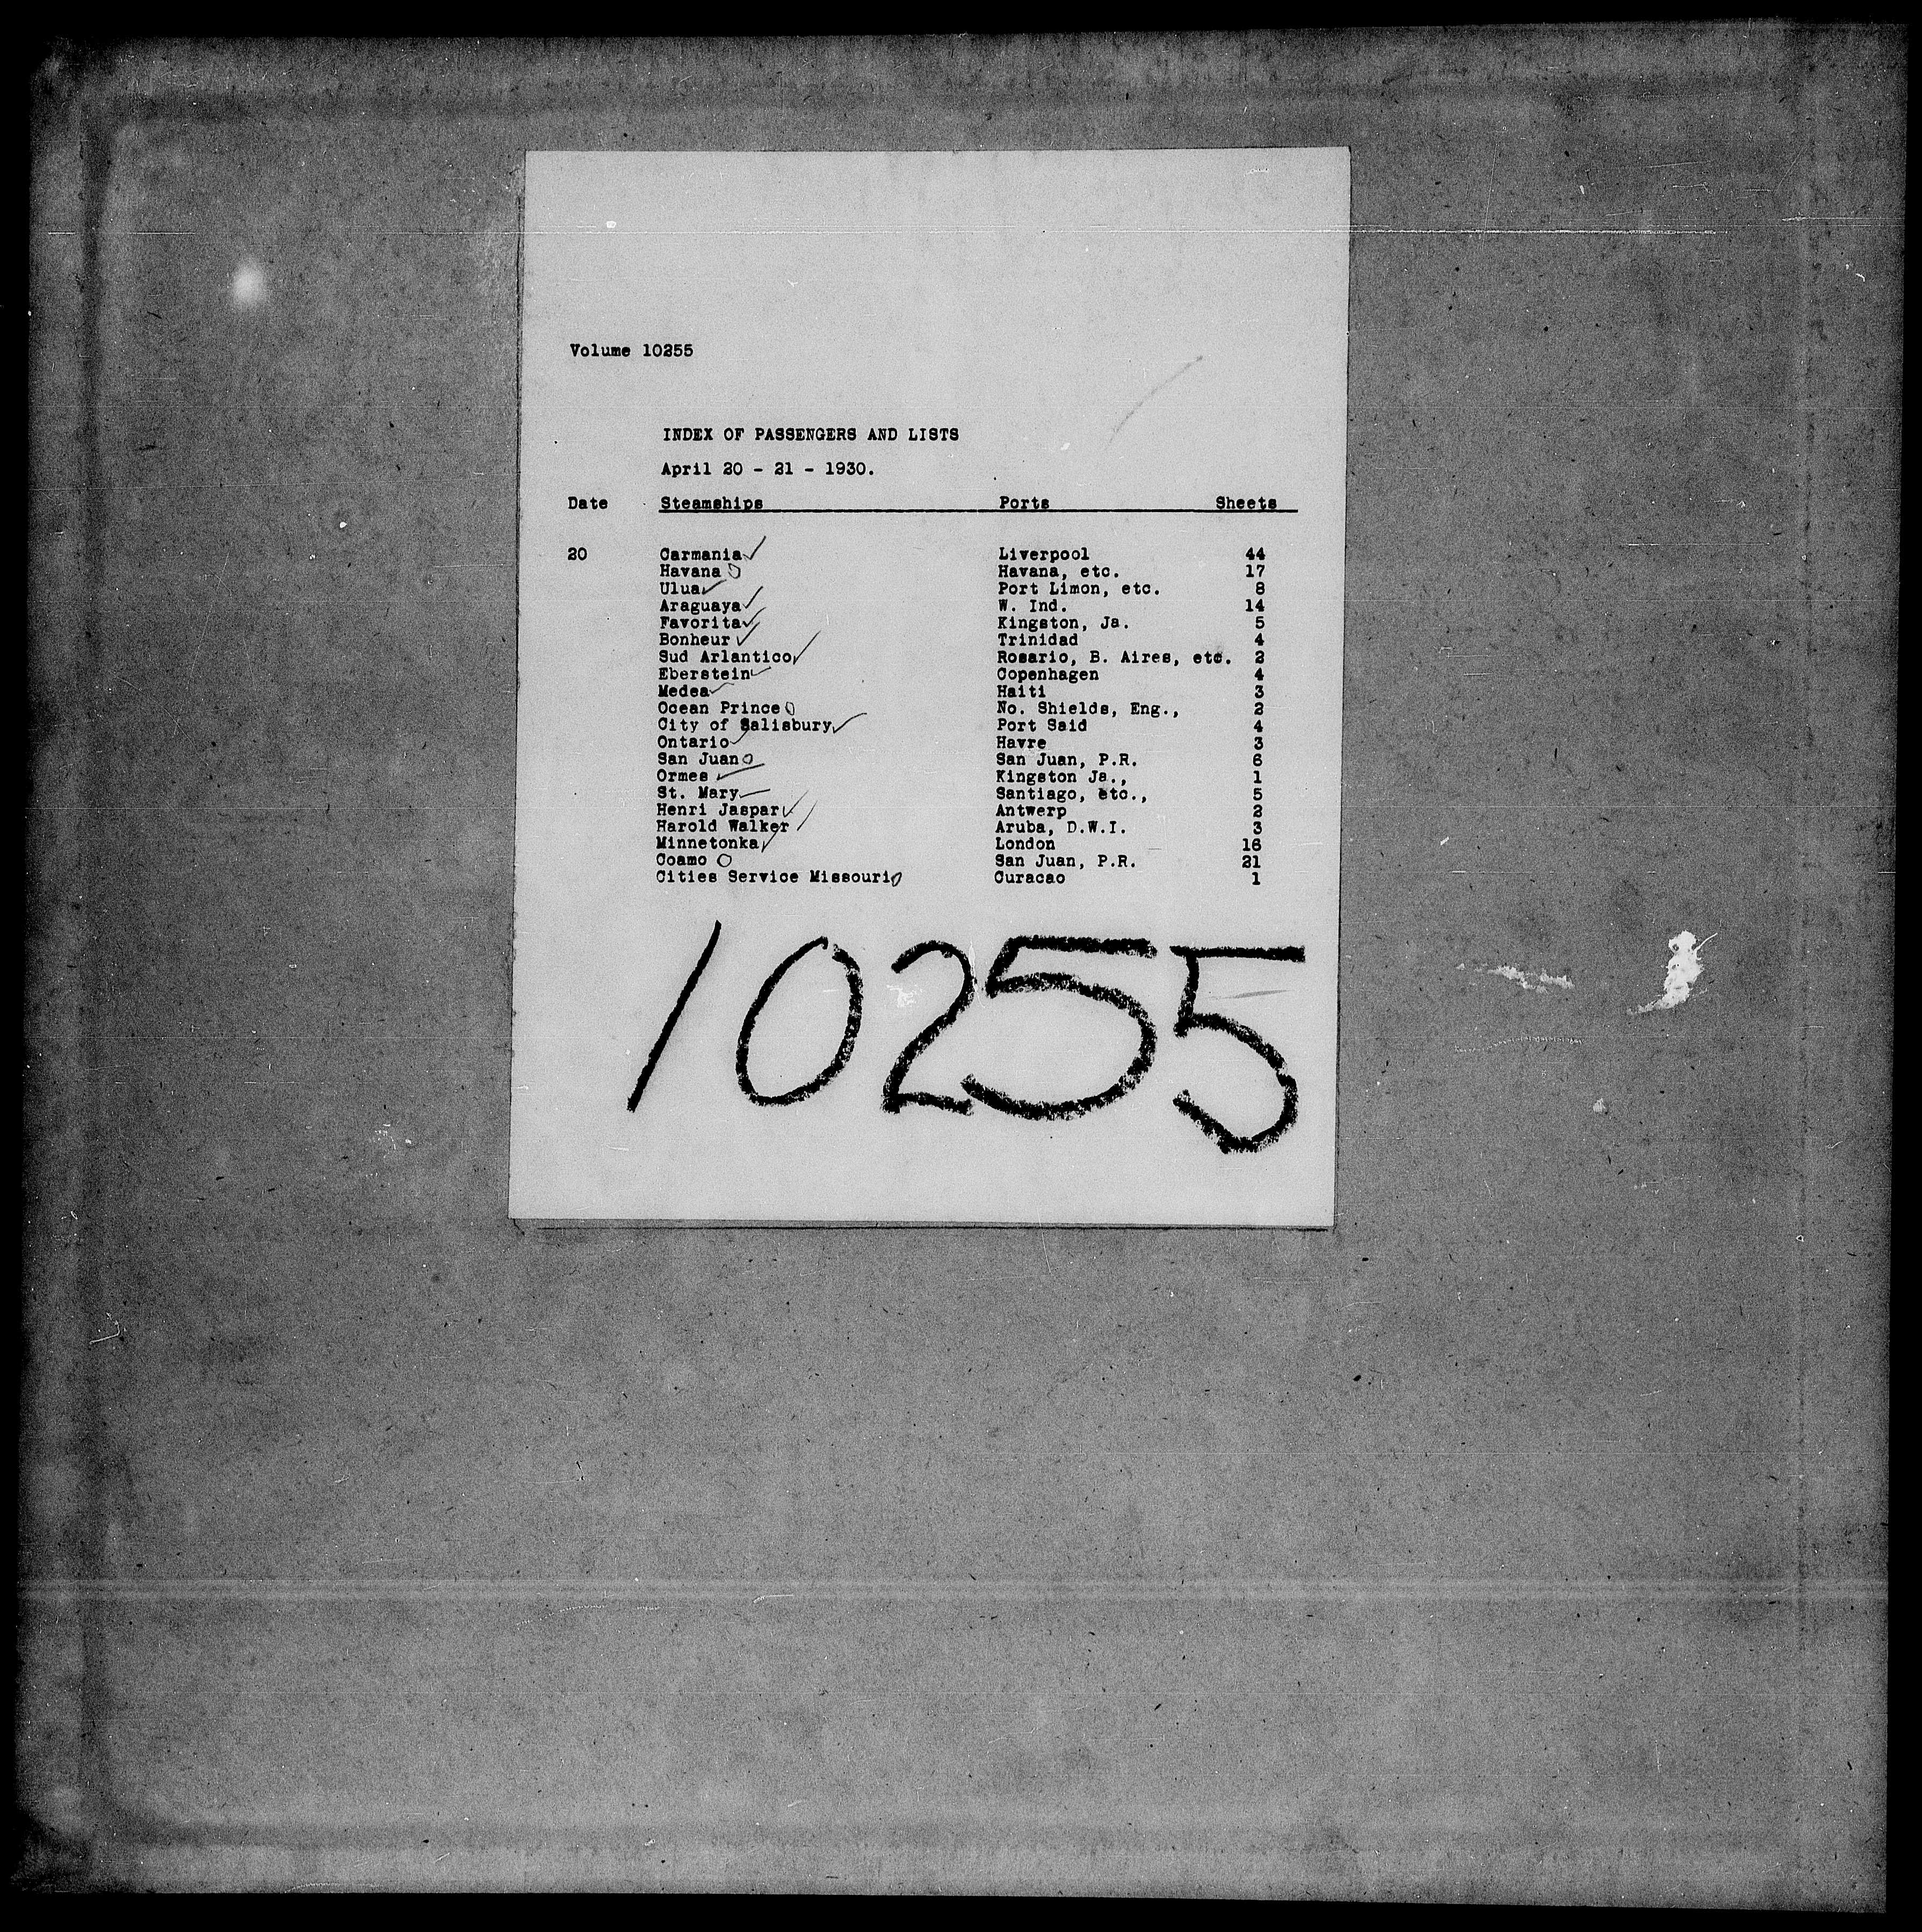 Volume 10255
INDEX OF PASSENGERS AND LISTS
April 20 - 21 - 1930.
Date Steamships Ports Sheets
20 Carmania ✓ Liverpool 44
Havana O Havana, etc. 17
Ulua ✓ Port Limon, etc. 8
Araguaya ✓ W. Ind. 14
Favorita ✓ Kingston, Ja. 5
Bonheur ✓ Trinidad 4
Sud Arlantico ✓ Rosario, B. Aires, etc. 2
Eberstein ✓ Copenhagen 4
Medea ✓ Haiti 3
Ocean Prince O No. Shields, Eng., 2
City of Salisbury ✓ Port Said 4
Ontario ✓ Havre 3
San Juan O San Juan, P.R. 6
Ormes ✓ Kingston Ja., 1
St. Mary ✓ Santiago, etc., 5
Henri Jaspar ✓ Antwerp 2
Harold Walker / Aruba, D.W.I. 3
Minnetonka ✓ London 16
Coamo O San Juan, P.R. 21
Cities Service Missouri O Curacao 1
10255